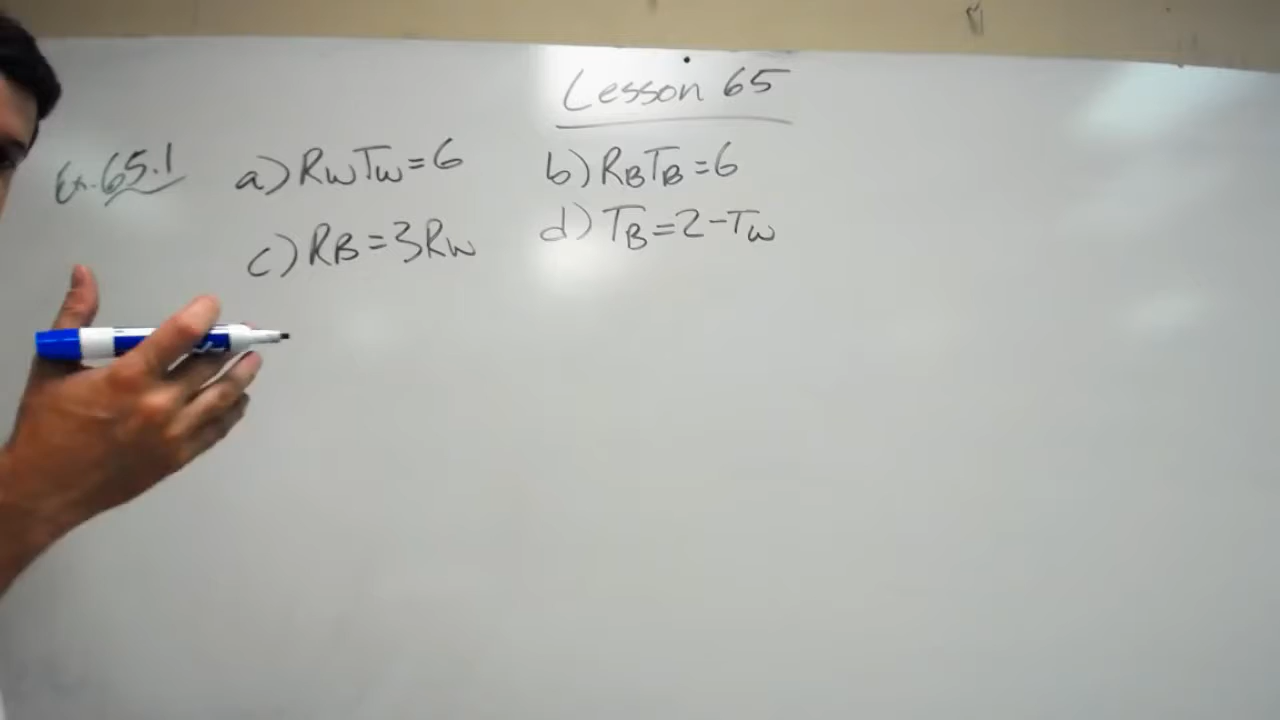 Lesson 65
Ex. 65.1 a) RwTw=6 b) RBTB=6
c) RB=3Rw d) TB=2-Tw